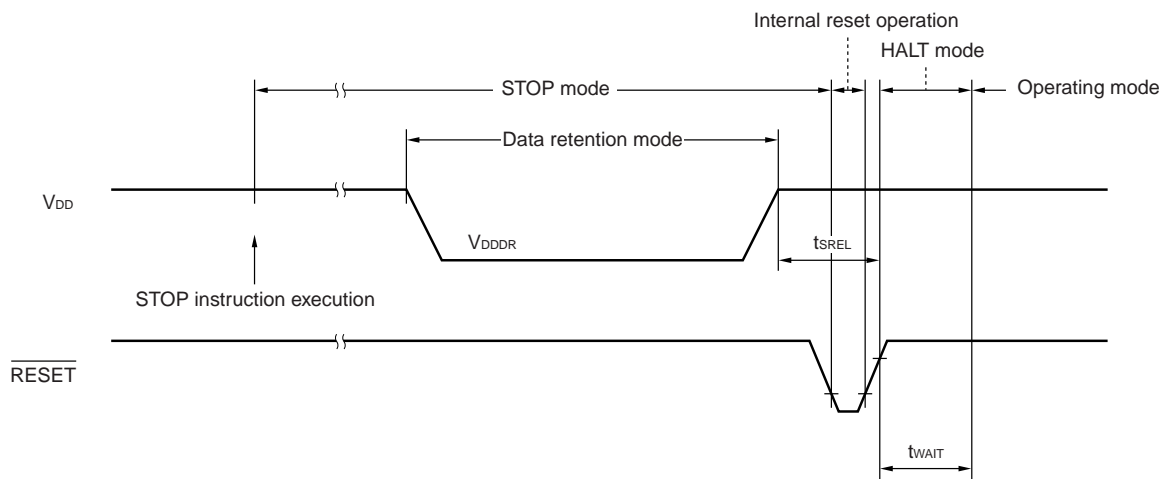 Internal reset operation
HALT mode
STOP mode
Operating mode
Data retention mode
VDD
VDDDR
tSREL
STOP instruction execution
RESET
tWAIT